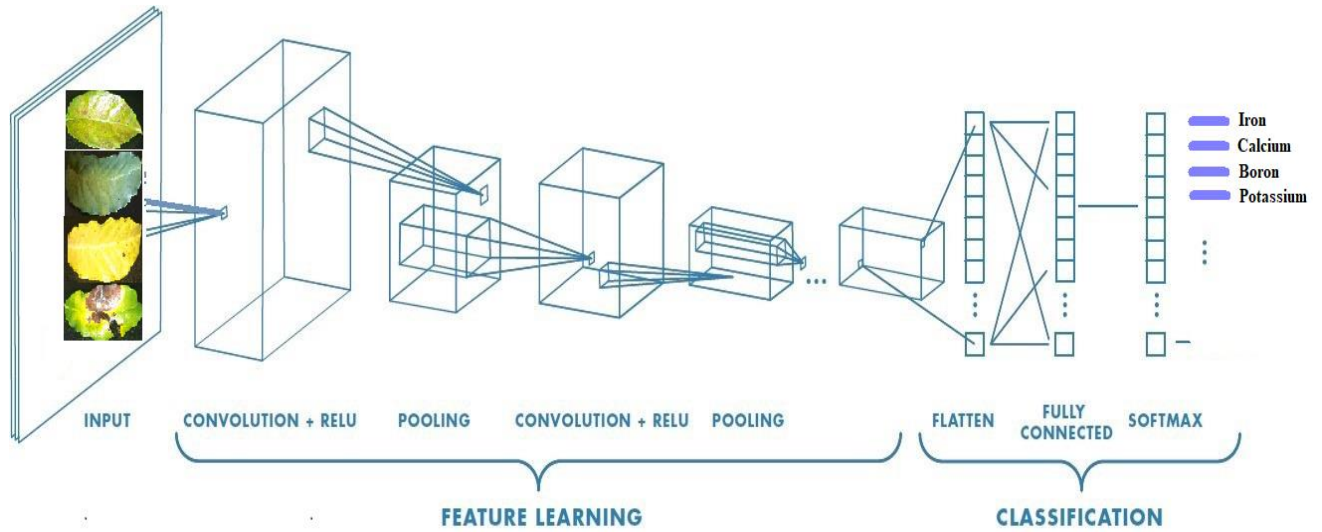 Iron
Calcium
Boron
Potassium
INPUT
CONVOLUTION + RELU
POOLING
CONVOLUTION + RELU
POOLING
FLATTEN
FULLY
CONNECTED
SOFTMAX
FEATURE LEARNING
CLASSIFICATION